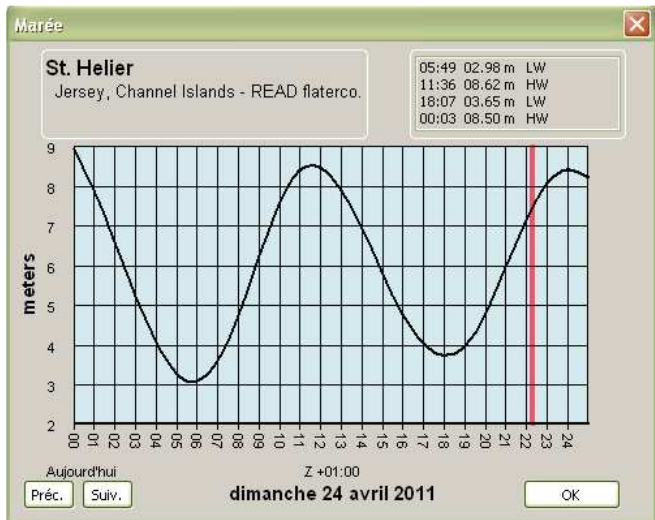 Marée
St. Helier
Jersey, Channel Islands - READ flaterco.
05:49 02.98 m LW
11:36 08.62 m HW
18:07 03.65 m LW
00:03 08.50 m HW
meters
9
8
7
6
5
4
3
2
00 01 02 03 04 05 06 07 08 09 10 11 12 13 14 15 16 17 18 19 20 21 22 23 24
Aujourd'hui
Z +01:00
Préc. Suiv.
dimanche 24 avril 2011
OK